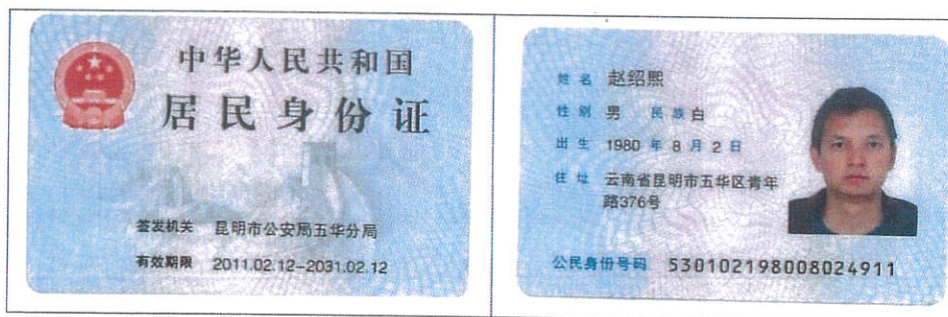 中华人民共和国
居民身份证
签发机关 昆明市公安局五华分局
有效期限 2011.02.12-2031.02.12
姓名 赵绍熙
性别 男 民族 白
出生 1980 年 8 月 2 日
住址 云南省昆明市五华区青年
路376号
公民身份号码 530102198008024911